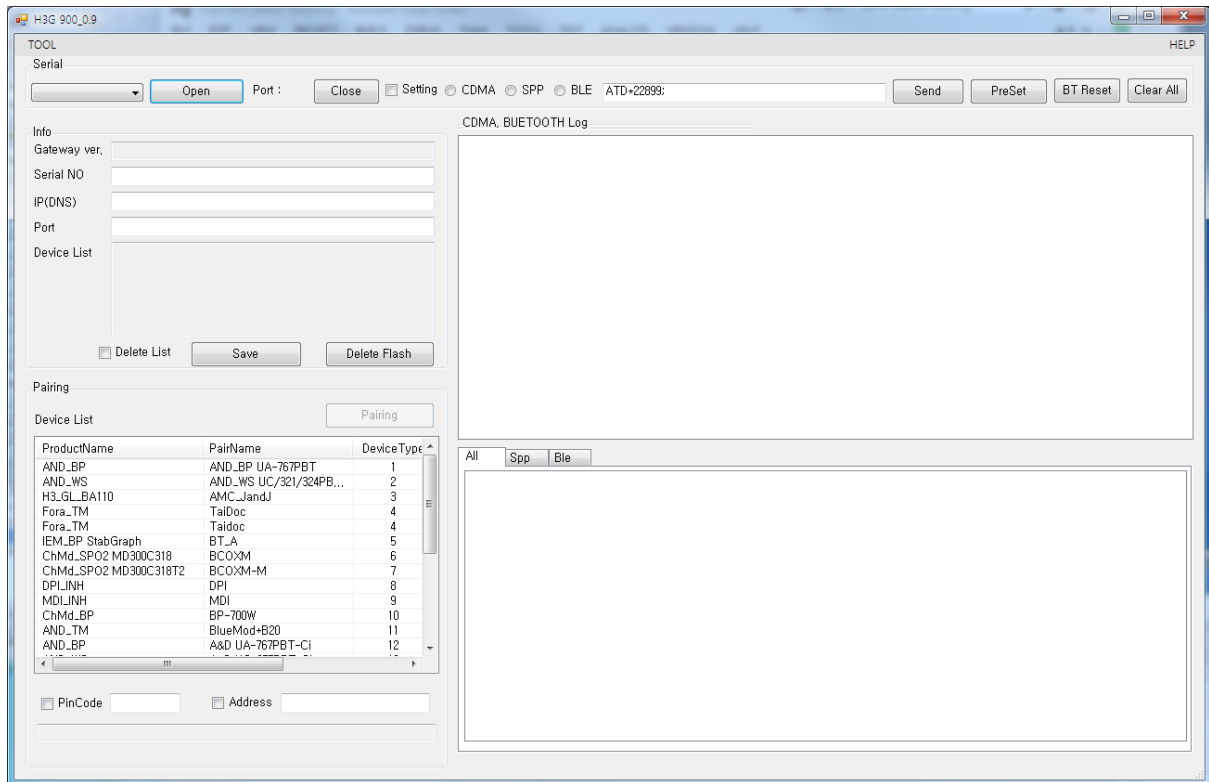 H3G 900_0.9
TOOL HELP
Serial
Open Port : Close Setting CDMA SPP BLE ATD*22899; Send PreSet BT Reset Clear All
Info
Gateway ver.
Serial NO
IP(DNS)
Port
Device List
Delete List Save Delete Flash
Pairing
Device List Pairing
ProductName PairName DeviceType
AND_BP AND_BP UA-767PBT 1
AND_WS AND_WS UC/321/324PB... 2
H3_GL_BA110 AMC_JandJ 3
Fora_TM TaiDoc 4
Fora_TM Taidoc 4
IEM_BP StabGraph BT_A 5
ChMd_SPO2 MD300C318 BCOXM 6
ChMd_SPO2 MD300C318T2 BCOXM-M 7
DPI_INH DPI 8
MDI_INH MDI 9
ChMd_BP BP-700W 10
AND_TM BlueMod+B20 11
AND_BP A&D UA-767PBT-Ci 12
PinCode Address
CDMA, BUETOOTH Log
All Spp Ble